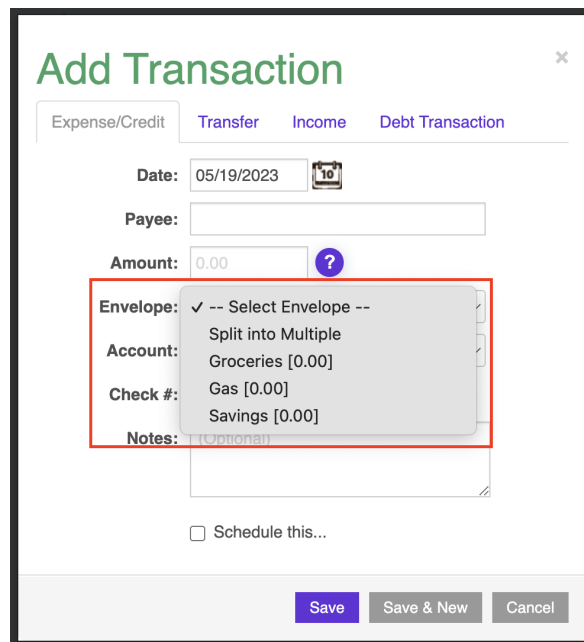 Add Transaction
×
Expense/Credit Transfer Income Debt Transaction
Date: 05/19/2023 10
Payee:
Amount: 0.00 ?
Envelope: ✓ -- Select Envelope --
Split into Multiple
Account: Groceries [0.00]
Check #: Gas [0.00]
Savings [0.00]
Notes: (Optional)
Schedule this...
Save Save & New Cancel